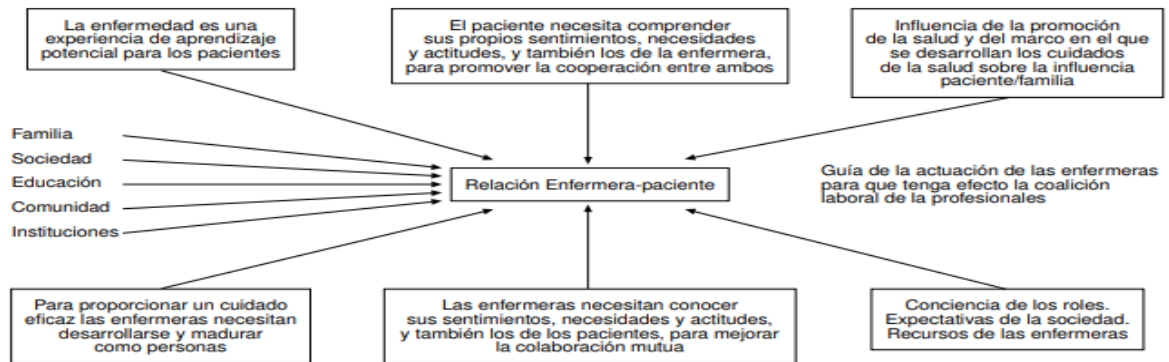 La enfermedad es una
experiencia de aprendizaje
potencial para los pacientes
El paciente necesita comprender
sus propios sentimientos, necesidades
y actitudes, y también los de la enfermera,
para promover la cooperación entre ambos
Influencia de la promoción
de la salud y del marco en el que
se desarrollan los cuidados
de la salud sobre la influencia
paciente/familia
Familia
Sociedad
Educación
Comunidad
Instituciones
Relación Enfermera-paciente
Guía de la actuación de las enfermeras
para que tenga efecto la coalición
laboral de la profesionales
Para proporcionar un cuidado
eficaz las enfermeras necesitan
desarrollarse y madurar
como personas
Las enfermeras necesitan conocer
sus sentimientos, necesidades y actitudes,
y también los de los pacientes, para mejorar
la colaboración mutua
Conciencia de los roles.
Expectativas de la sociedad.
Recursos de las enfermeras